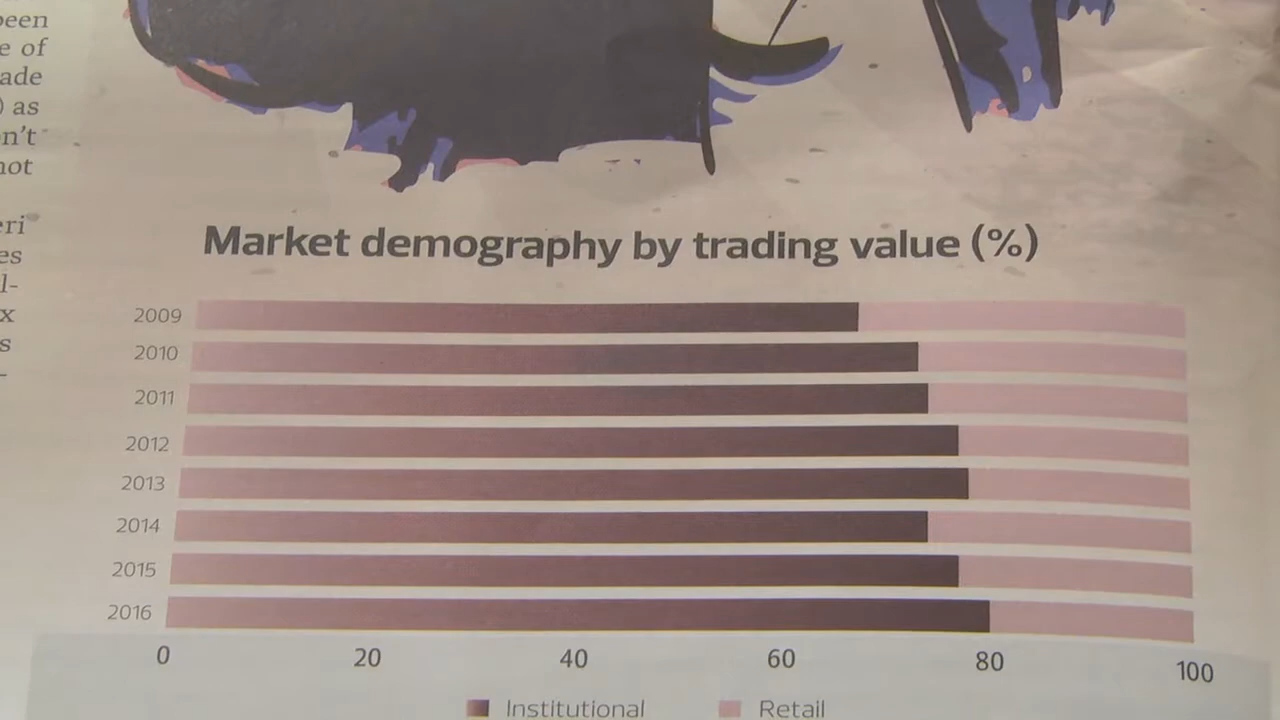 been
e of
ade
) as
n't
not
eri
es
l-
x
s
-
Market demography by trading value (%)
2009
2010
2011
2012
2013
2014
2015
2016
0 20 40 60 80 100
Institutional Retail